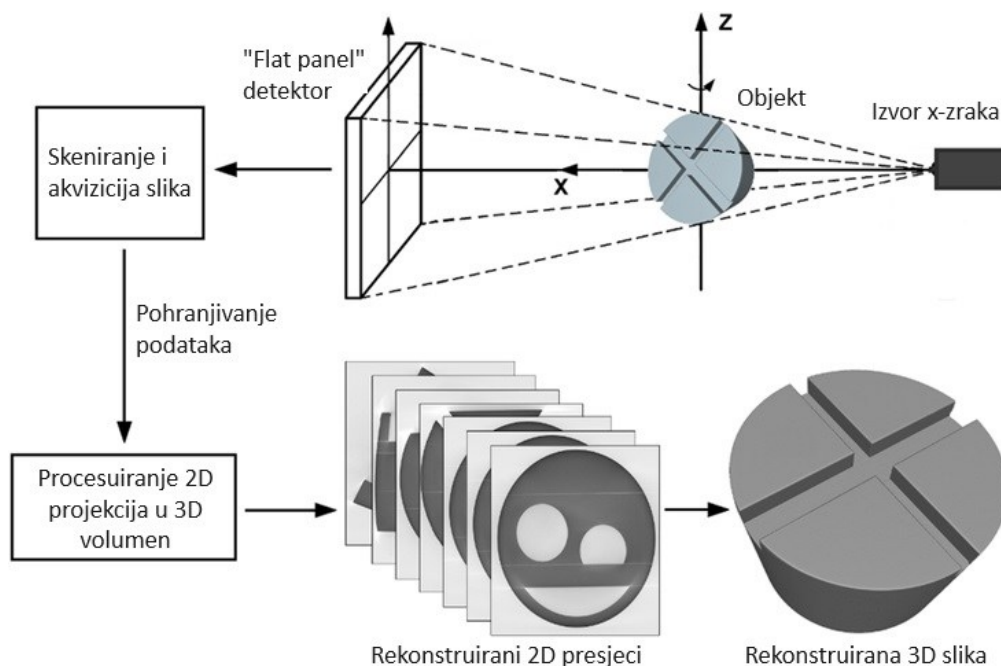 "Flat panel"
detektor
Z
Objekt
Izvor x-zraka
X
Skeniranje i
akvizicija slika
Pohranjivanje
podataka
Procesuiranje 2D
projekcija u 3D
volumen
Rekonstruirani 2D presjeci
Rekonstruirana 3D slika